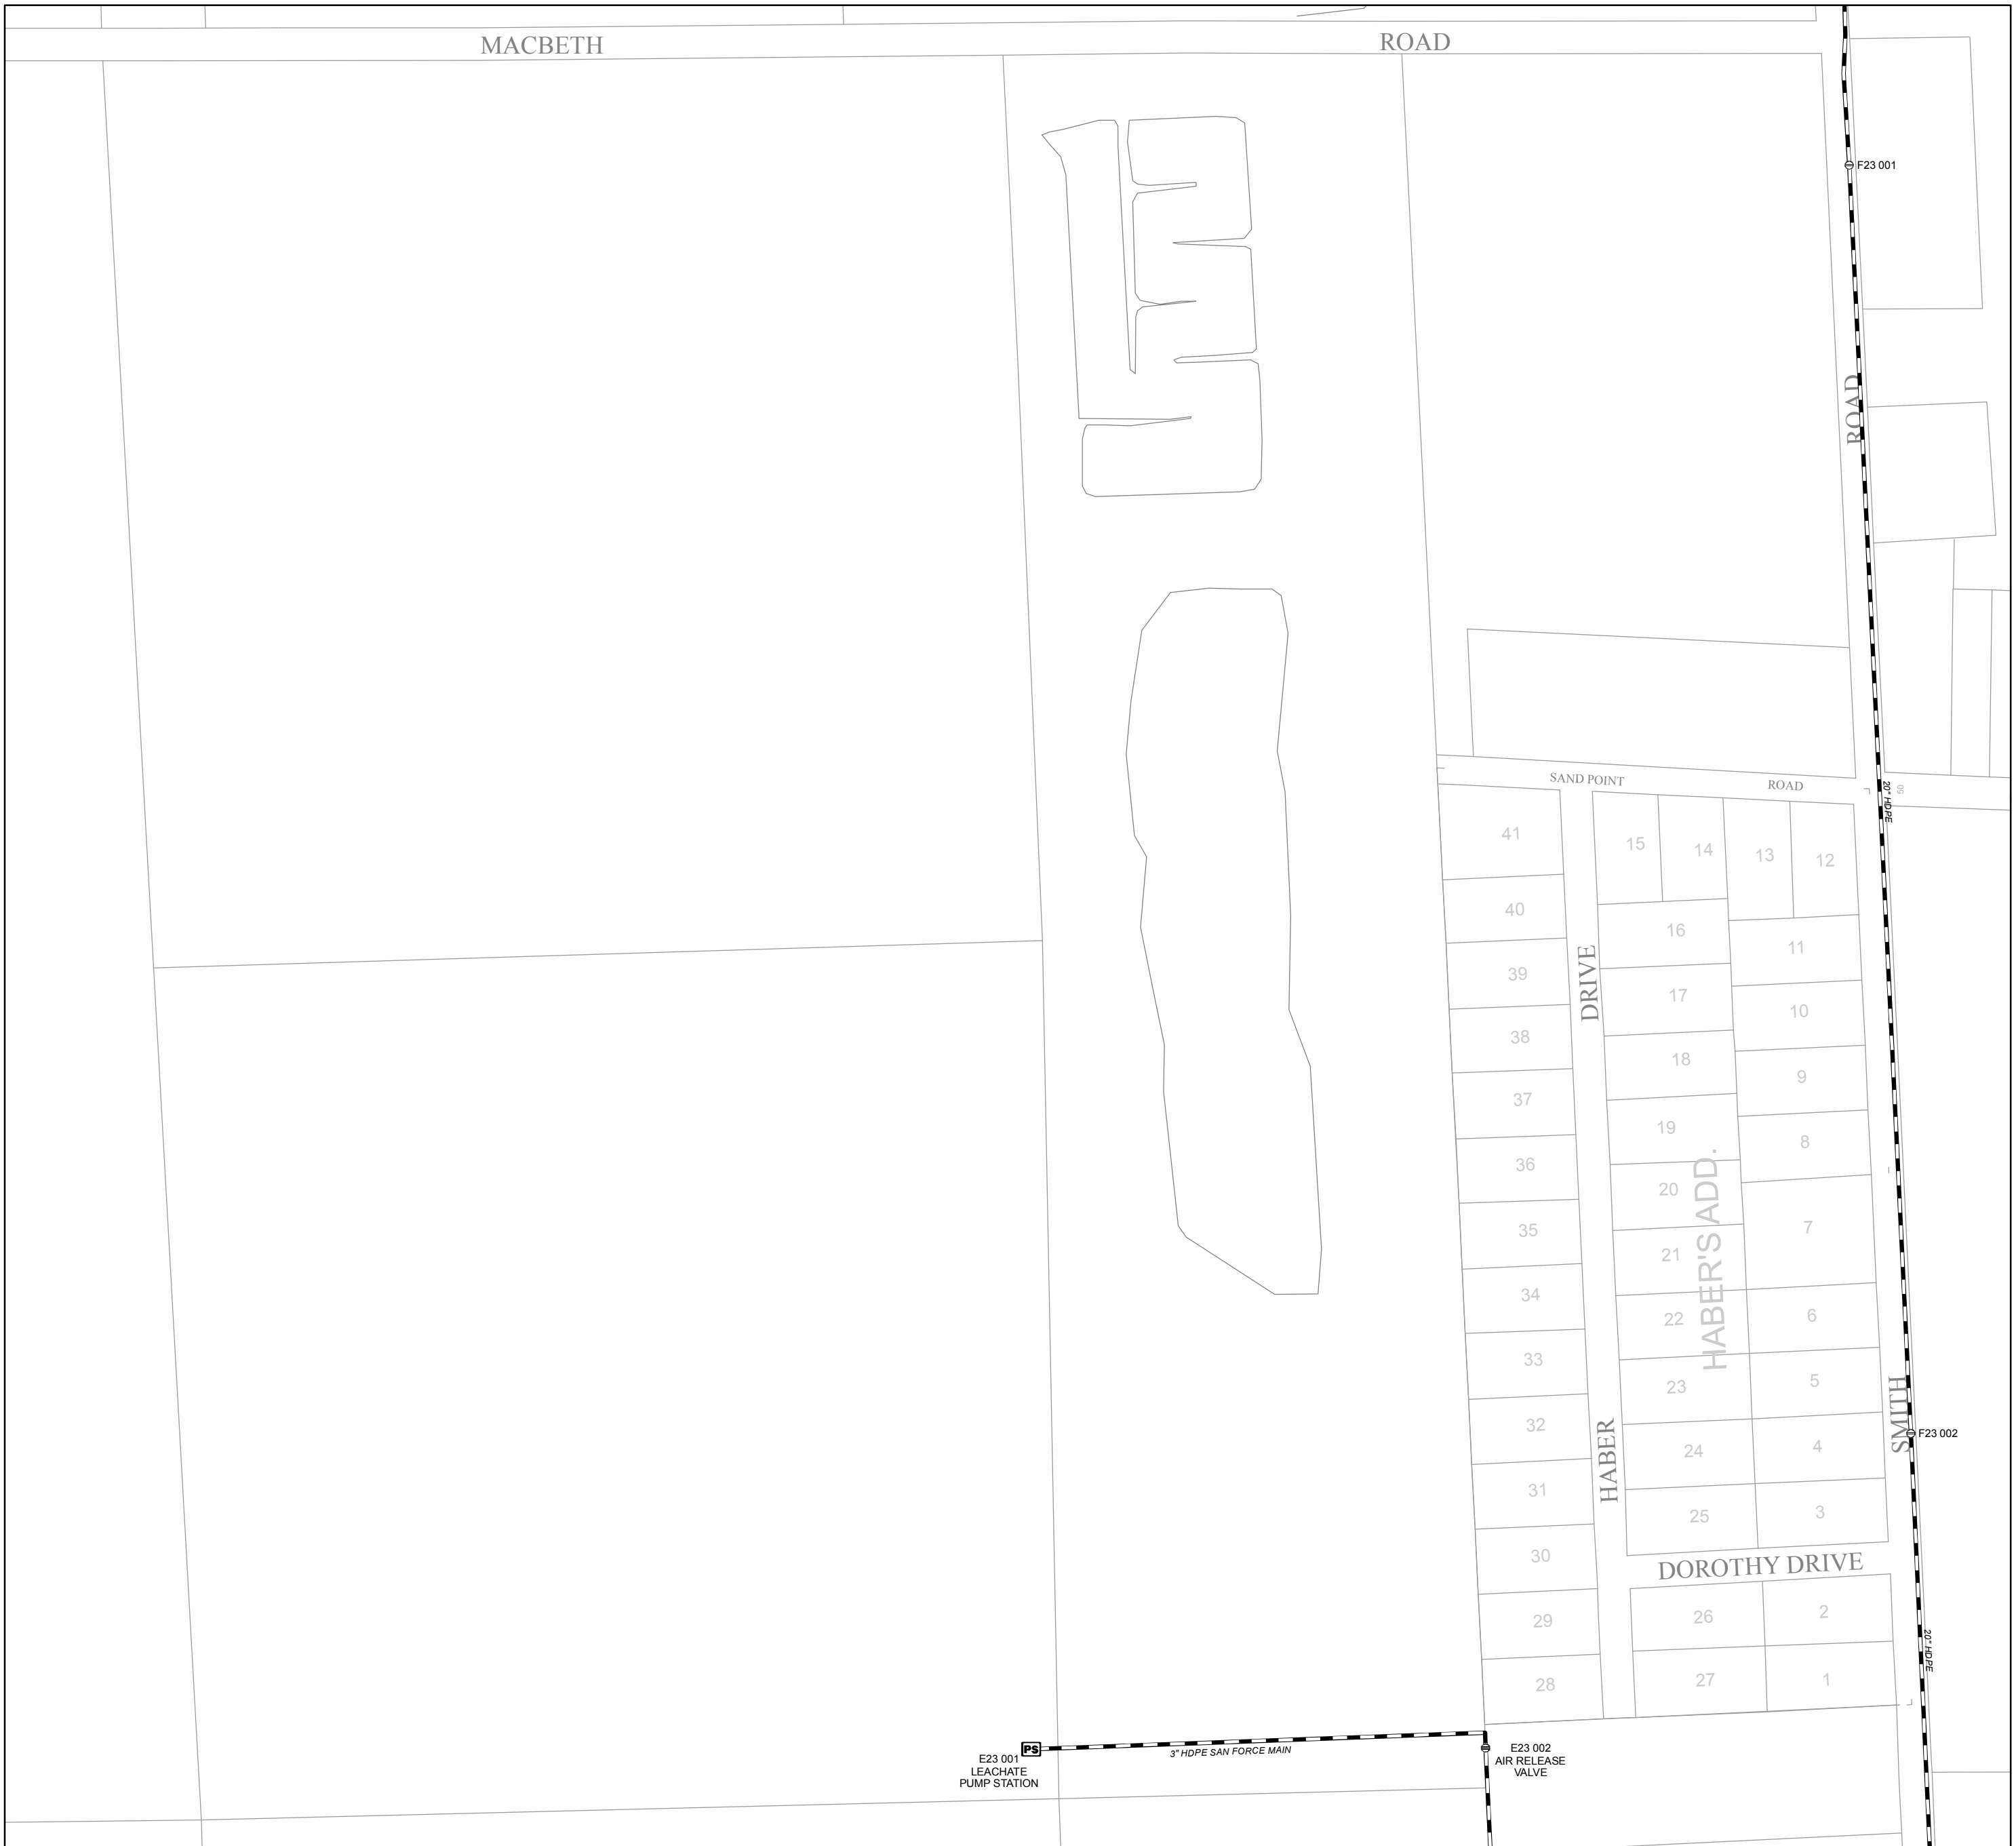 MACBETH ROAD
F23 001
ROAD
SAND POINT ROAD
20" HDPE
50
41
15
14
13
12
40
16
11
39
17
10
DRIVE
38
18
9
37
19
8
36
20
7
35
21
HABER'S ADD.
34
22
6
33
23
5
32
24
4
SMITH
F23 002
HABER
31
25
3
30
DOROTHY DRIVE
29
26
2
20" HDPE
28
27
1
E23 001
LEACHATE
PUMP STATION
PS
3" HDPE SAN FORCE MAIN
E23 002
AIR RELEASE
VALVE